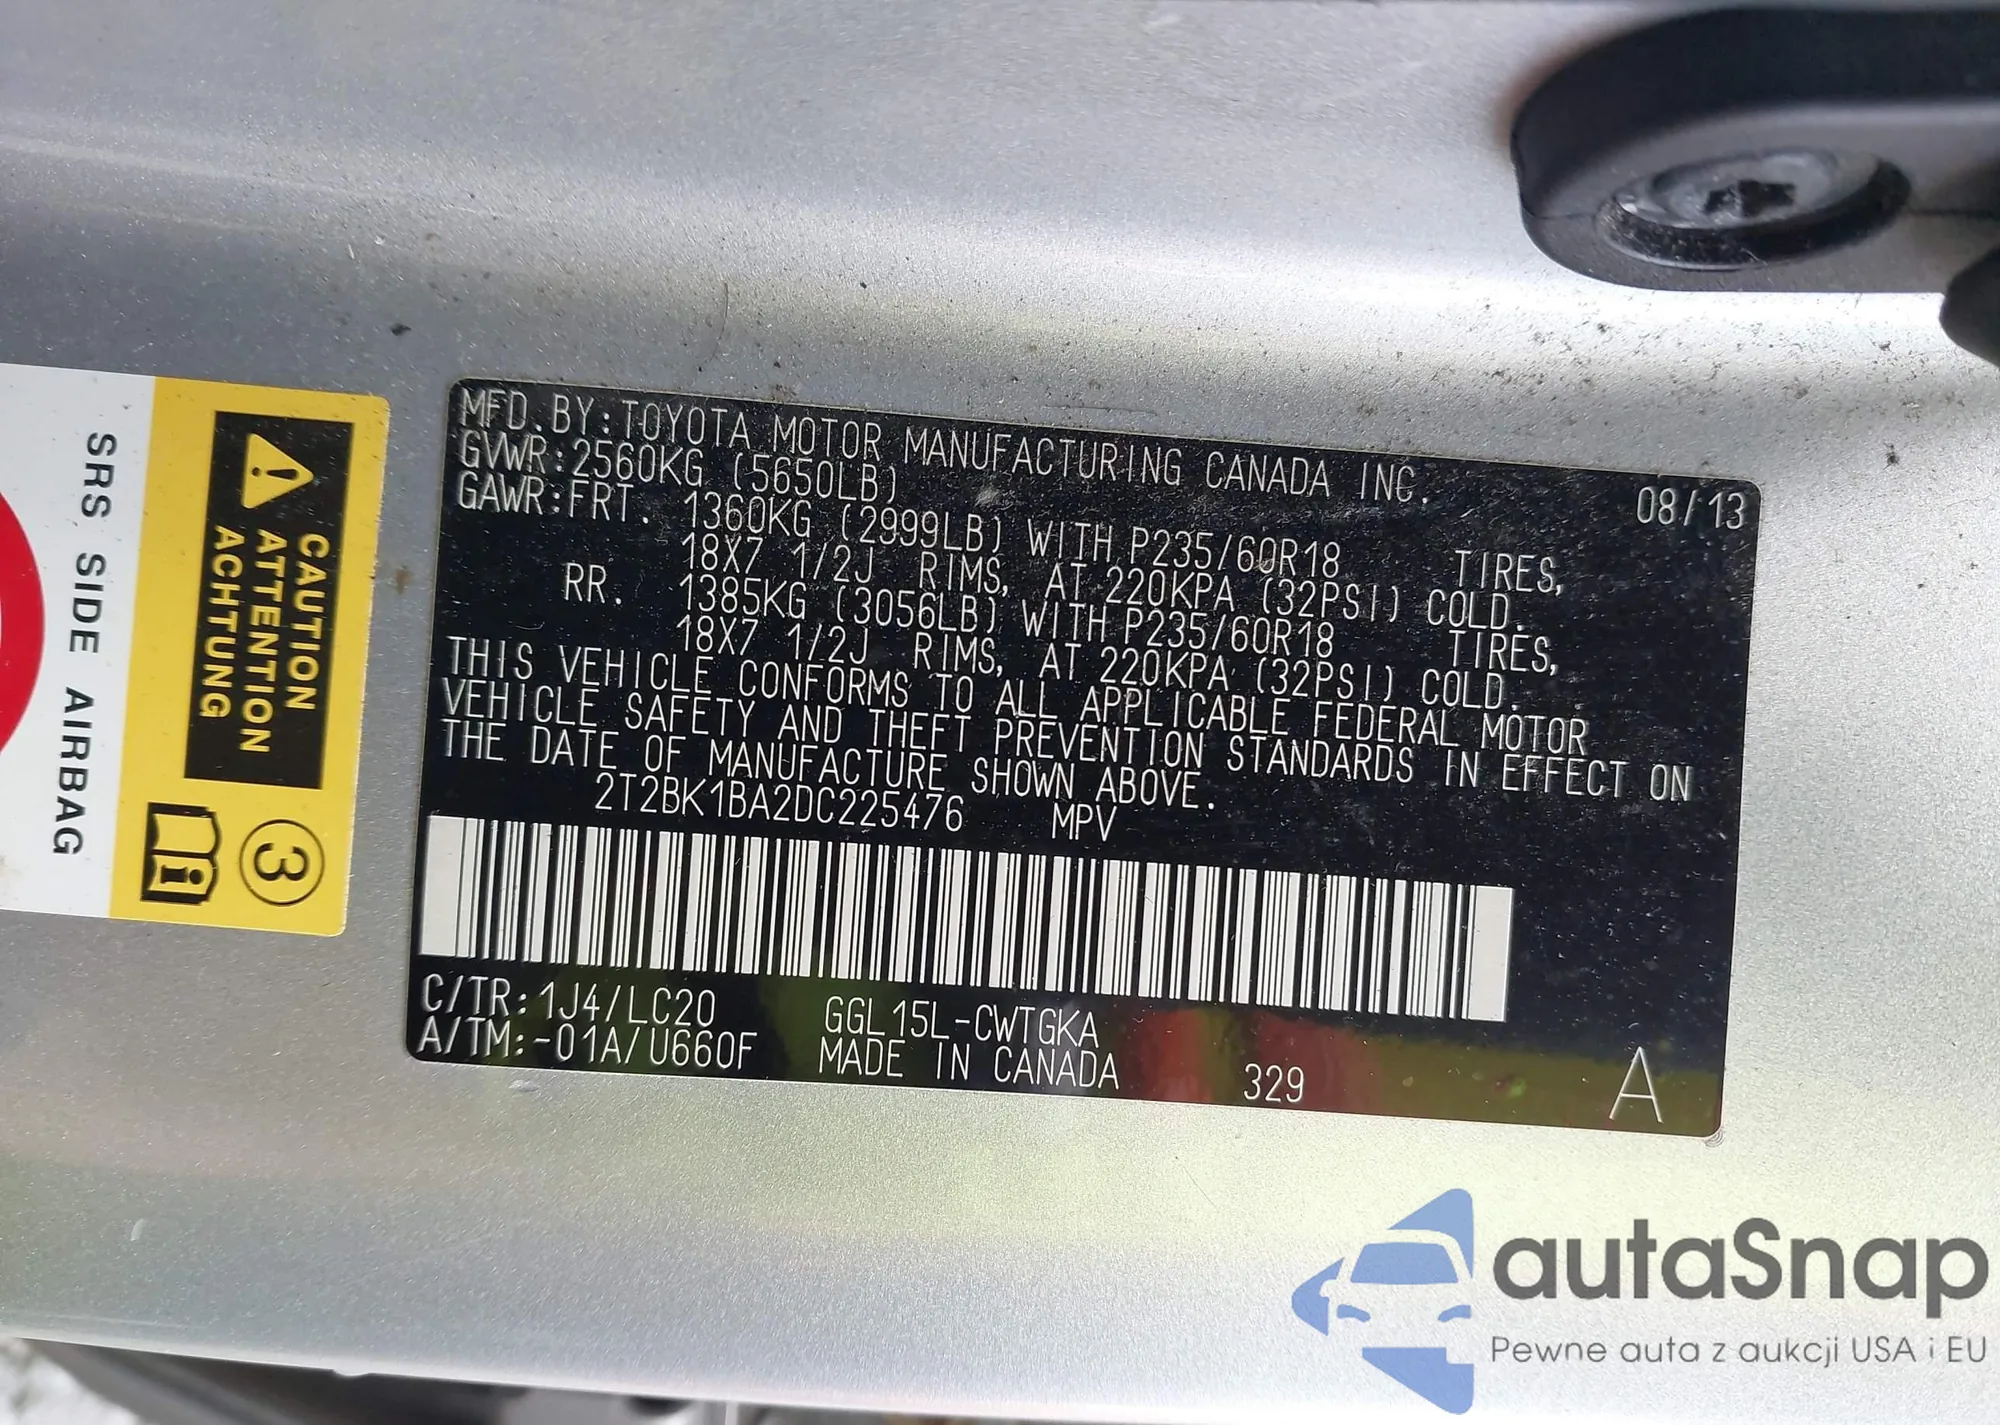 MFD.BY:TOYOTA MOTOR MANUFACTURING CANADA INC. 08/13
GVWR:2560KG (5650LB)
GAWR:FRT. 1360KG (2999LB) WITH P235/60R18 TIRES,
18X7 1/2J RIMS, AT 220KPA (32PSI) COLD.
RR. 1385KG (3056LB) WITH P235/60R18 TIRES,
18X7 1/2J RIMS, AT 220KPA (32PSI) COLD.
THIS VEHICLE CONFORMS TO ALL APPLICABLE FEDERAL MOTOR
VEHICLE SAFETY AND THEFT PREVENTION STANDARDS IN EFFECT ON
THE DATE OF MANUFACTURE SHOWN ABOVE.
2T2BK1BA2DC225476 MPV
C/TR:1J4/LC20 GGL15L-CWTGKA
A/TM:-01A/U660F MADE IN CANADA 329 A
SRS SIDE AIRBAG
CAUTION
ATTENTION
ACHTUNG
3
i
autaSnap
Pewne auta z aukcji USA i EU